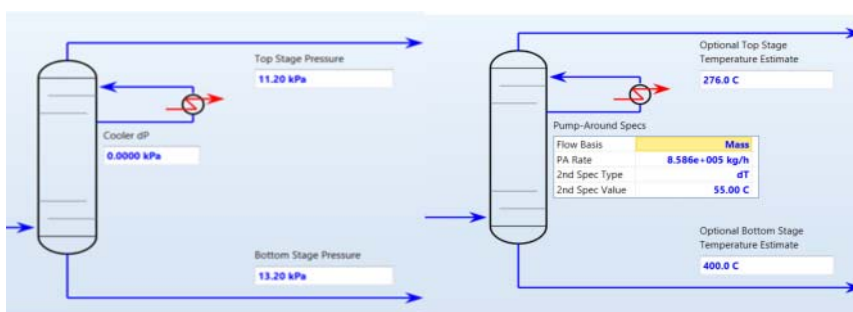 Top Stage Pressure
11.20 kPa
Cooler dP
0.0000 kPa
Bottom Stage Pressure
13.20 kPa
Optional Top Stage
Temperature Estimate
276.0 C
Pump-Around Specs
Flow Basis Mass
PA Rate 8.586e+005 kg/h
2nd Spec Type dT
2nd Spec Value 55.00 C
Optional Bottom Stage
Temperature Estimate
400.0 C